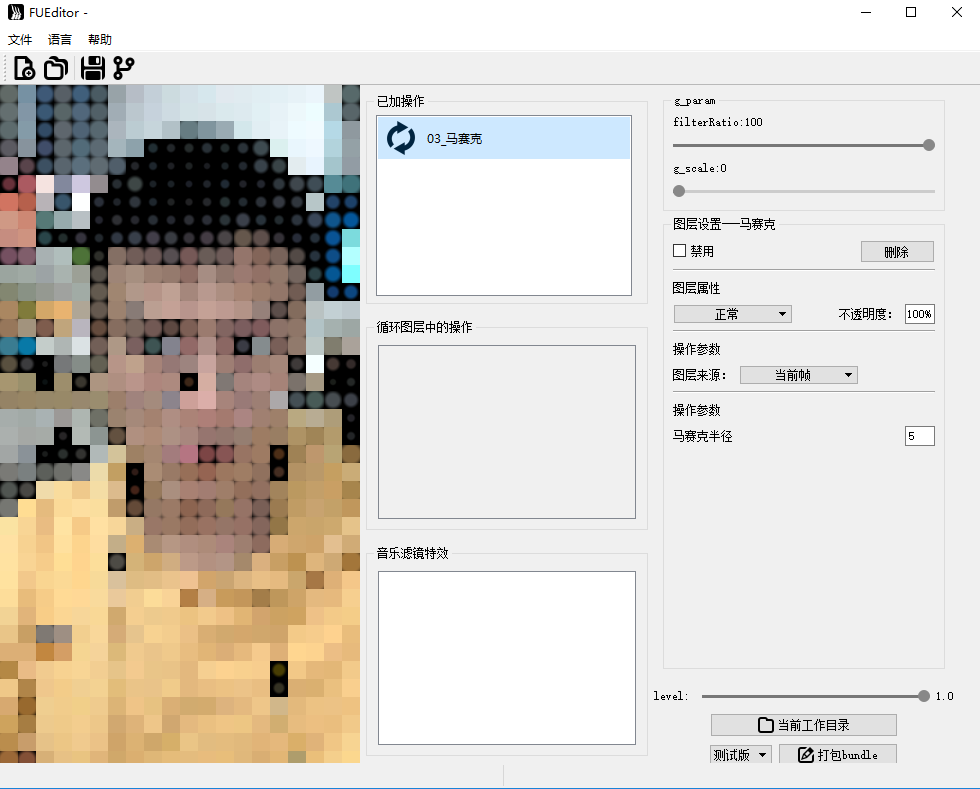 FUEditor -
文件 语言 帮助
已加操作
03_马赛克
循环图层中的操作
音乐滤镜特效
g_param
filterRatio:100
g_scale:0
图层设置——马赛克
禁用 删除
图层属性
正常 不透明度: 100%
操作参数
图层来源: 当前帧
操作参数
马赛克半径 5
level: 1.0
当前工作目录
测试版 打包bundle